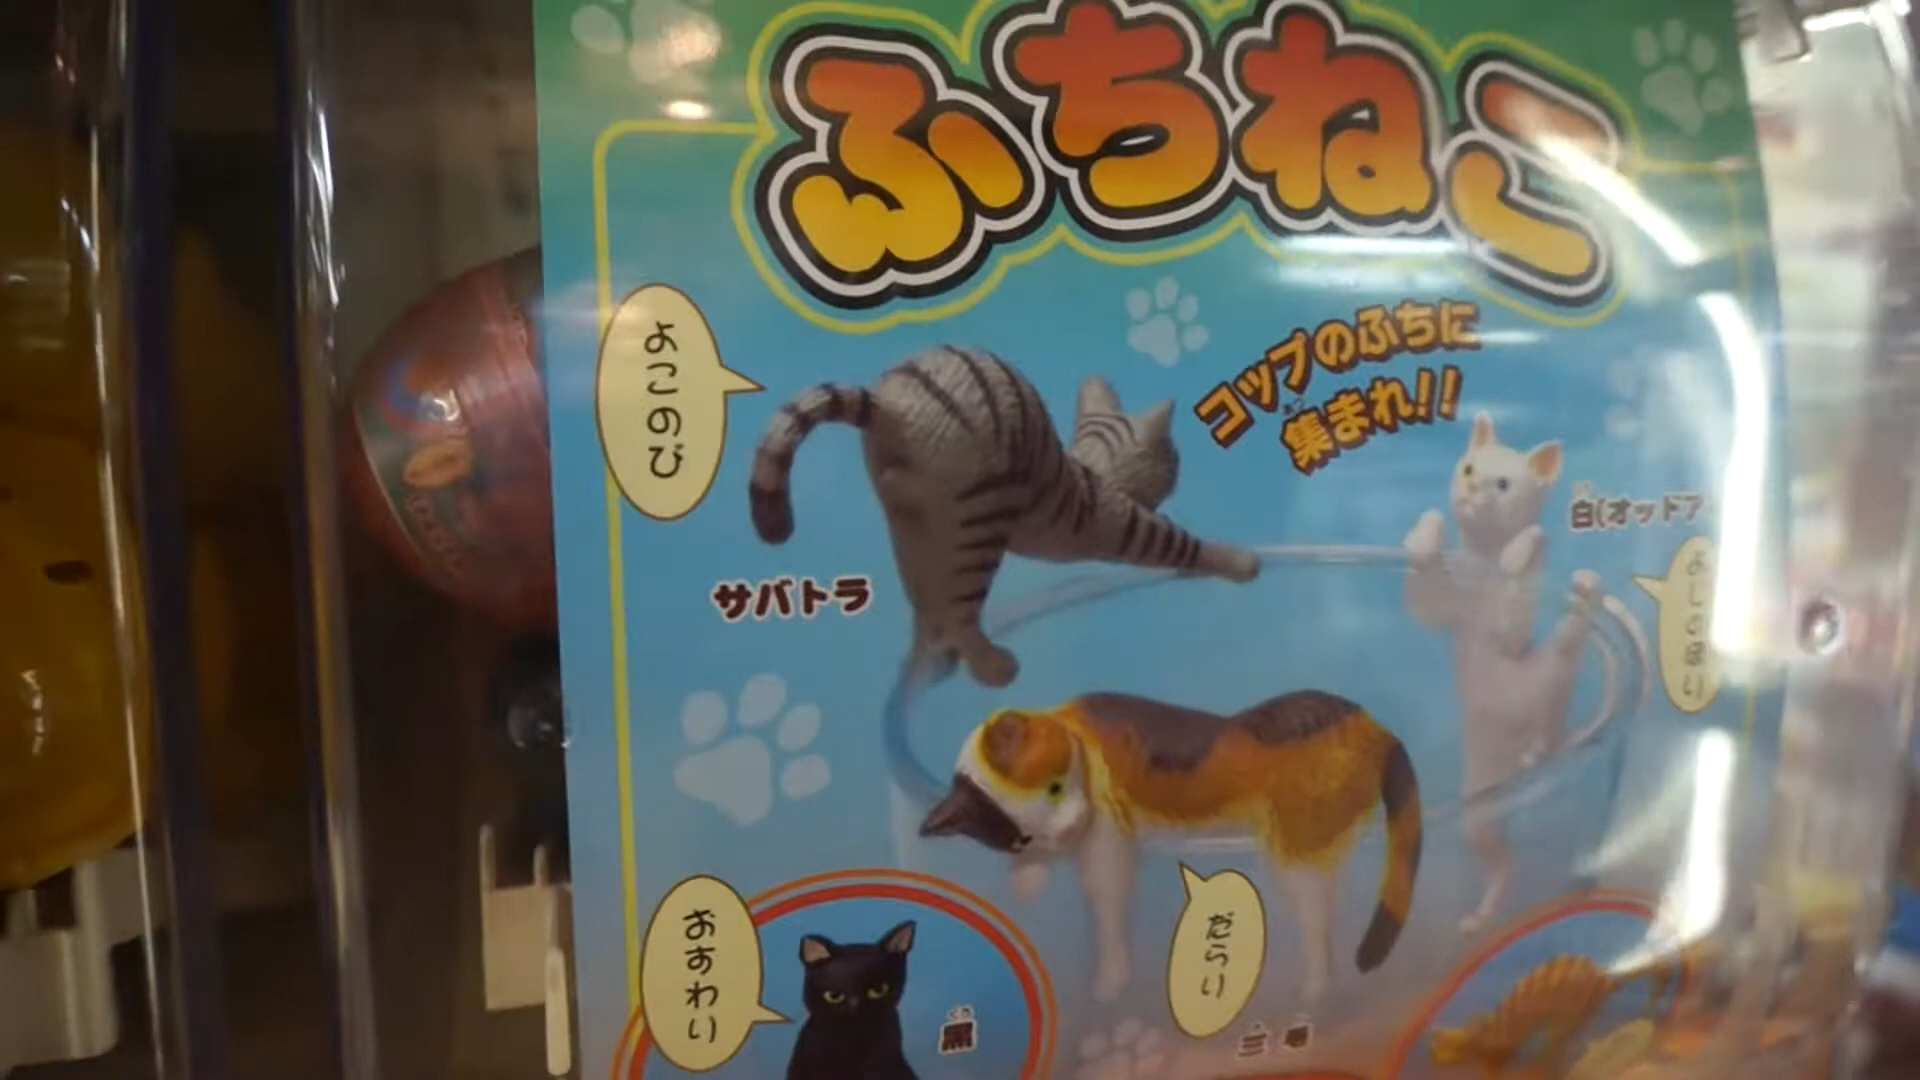 ふちねこ
よこのび
コップのふちに
集まれ!!
サバトラ
白(オッドア
よじのぼり
おすわり
黒
だらり
三毛